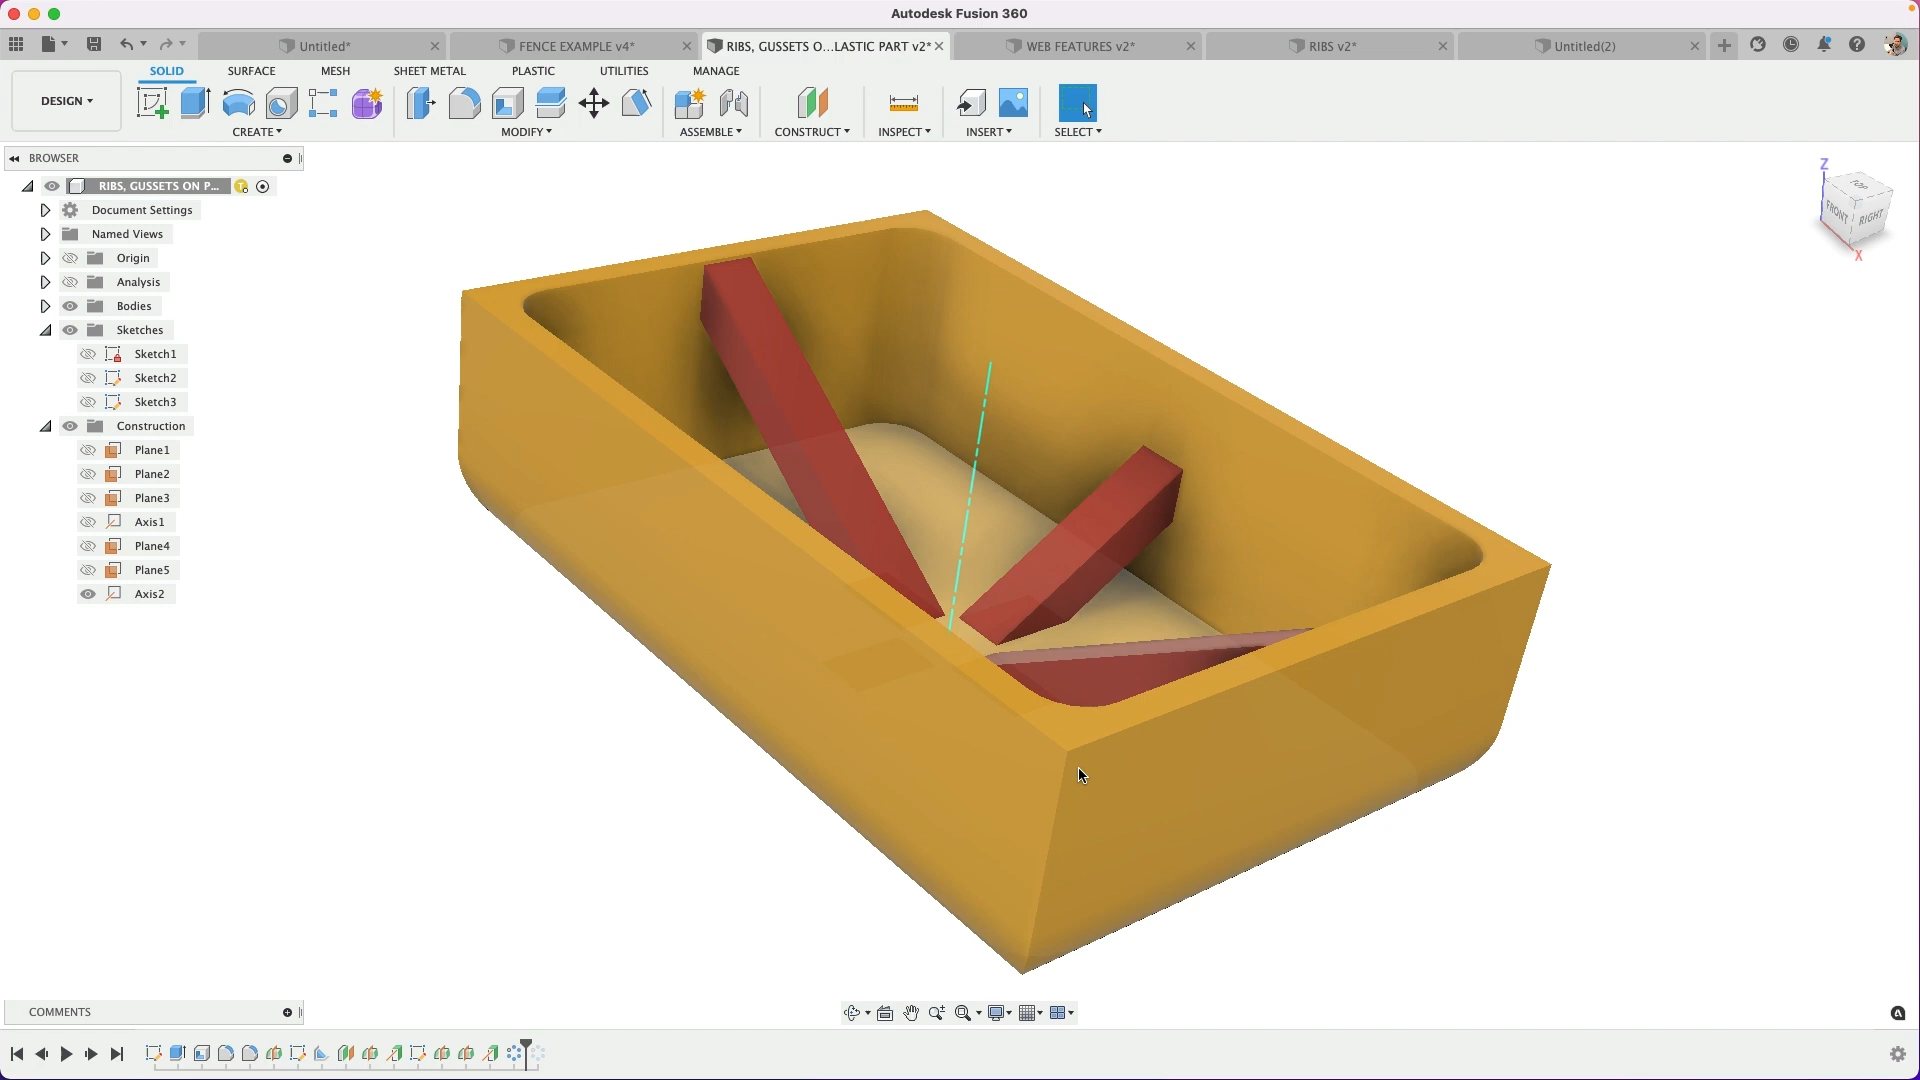 Autodesk Fusion 360
Untitled*
FENCE EXAMPLE v4*
RIBS, GUSSETS O...LASTIC PART v2*
WEB FEATURES v2*
RIBS v2*
Untitled(2)
SOLID
SURFACE
MESH
SHEET METAL
PLASTIC
UTILITIES
MANAGE
DESIGN
CREATE
MODIFY
ASSEMBLE
CONSTRUCT
INSPECT
INSERT
SELECT
BROWSER
RIBS, GUSSETS ON P...
Document Settings
Named Views
Origin
Analysis
Bodies
Sketches
Sketch1
Sketch2
Sketch3
Construction
Plane1
Plane2
Plane3
Axis1
Plane4
Plane5
Axis2
Z
TOP
FRONT
RIGHT
X
COMMENTS